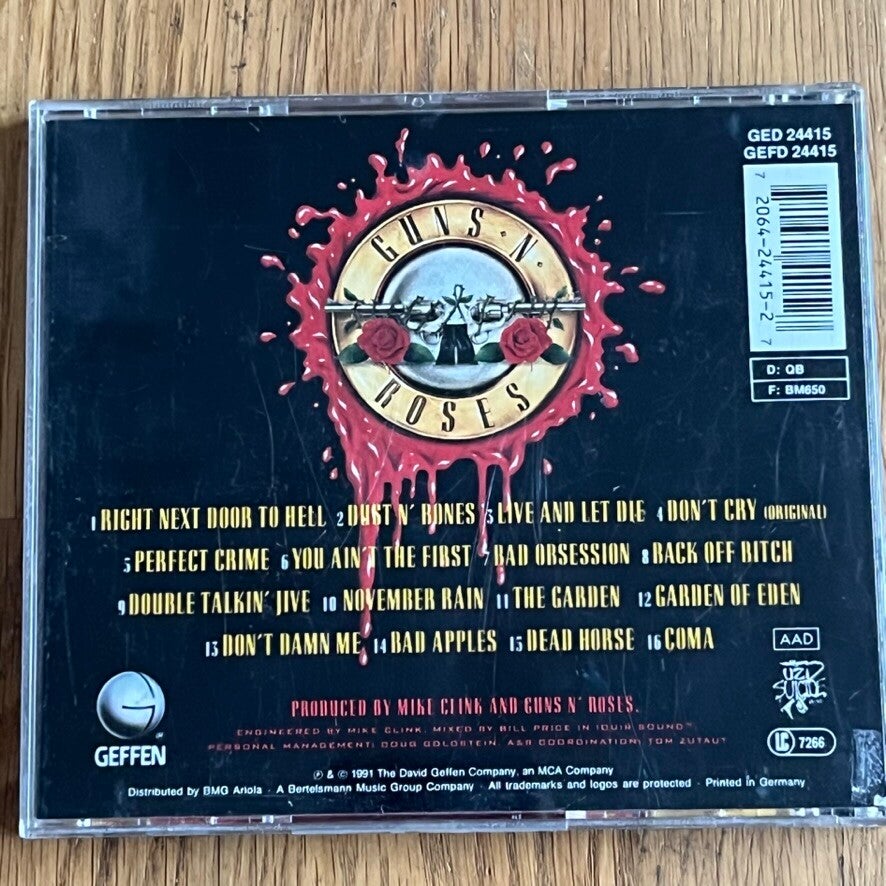 GED 24415
GEFD 24415
7 20064-24415-2 7
D: QB
F: BM650
GUNS · N ·
ROSES
1 RIGHT NEXT DOOR TO HELL 2 DUST N' BONES 3 LIVE AND LET DIE 4 DON'T CRY (ORIGINAL)
5 PERFECT CRIME 6 YOU AIN'T THE FIRST 7 BAD OBSESSION 8 BACK OFF BITCH
9 DOUBLE TALKIN' JIVE 10 NOVEMBER RAIN 11 THE GARDEN 12 GARDEN OF EDEN
13 DON'T DAMN ME 14 BAD APPLES 15 DEAD HORSE 16 COMA
AAD
UZI
SUICIDE
PRODUCED BY MIKE CLINK AND GUNS N' ROSES.
ENGINEERED BY MIKE CLINK. MIXED BY BILL PRICE IN "QUIR SOUND".
PERSONAL MANAGEMENT: DOUG GOLDSTEIN. A&R COORDINATION: TOM ZUTAUT
GEFFEN
LC 7266
℗ & © 1991 The David Geffen Company, an MCA Company
Distributed by BMG Ariola · A Bertelsmann Music Group Company · All trademarks and logos are protected · Printed in Germany